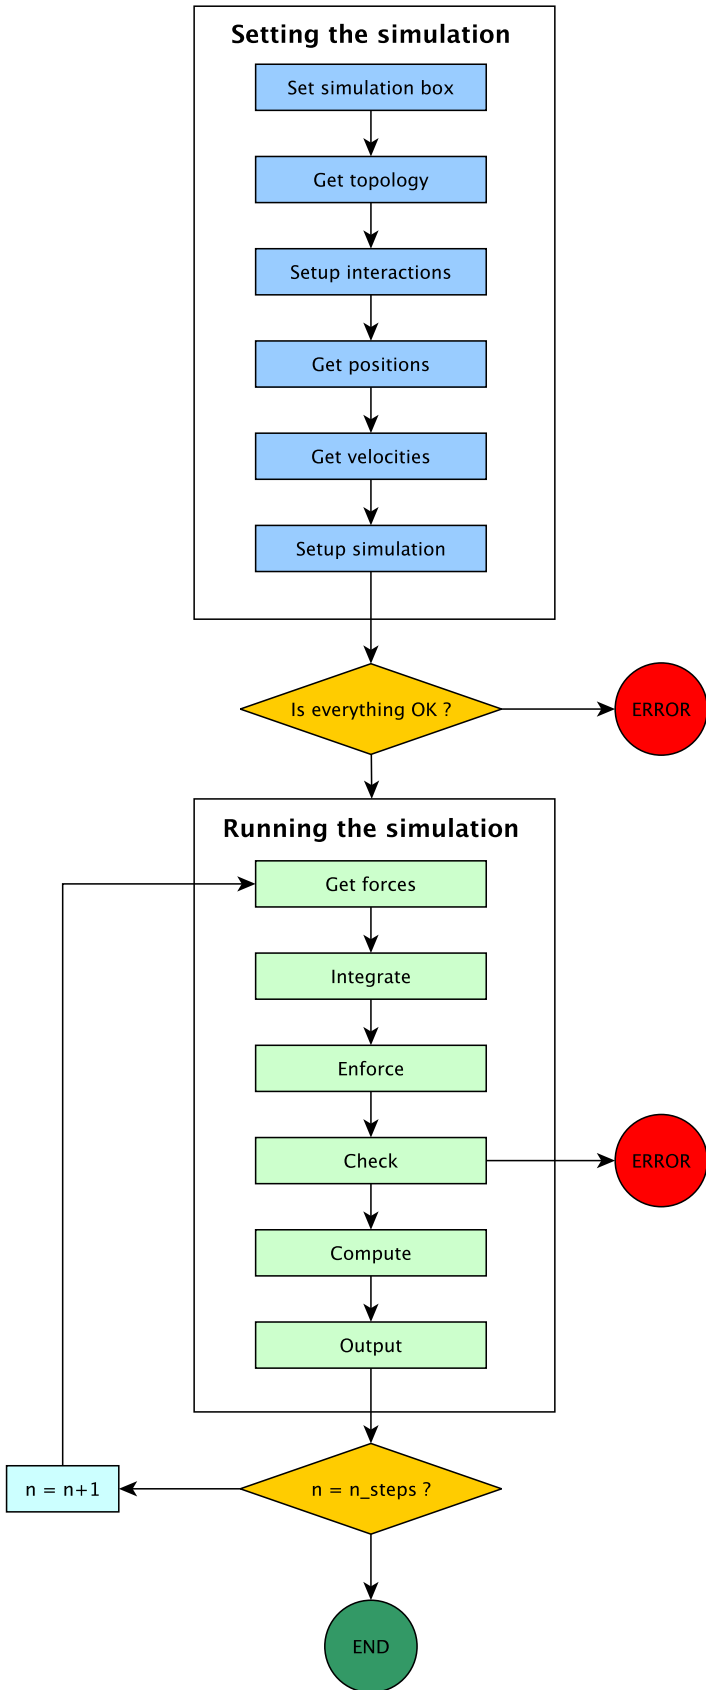 Setting the simulation
Set simulation box
Get topology
Setup interactions
Get positions
Get velocities
Setup simulation
Is everything OK ?
ERROR
Running the simulation
Get forces
Integrate
Enforce
Check
ERROR
Compute
Output
n = n+1
n = n_steps ?
END